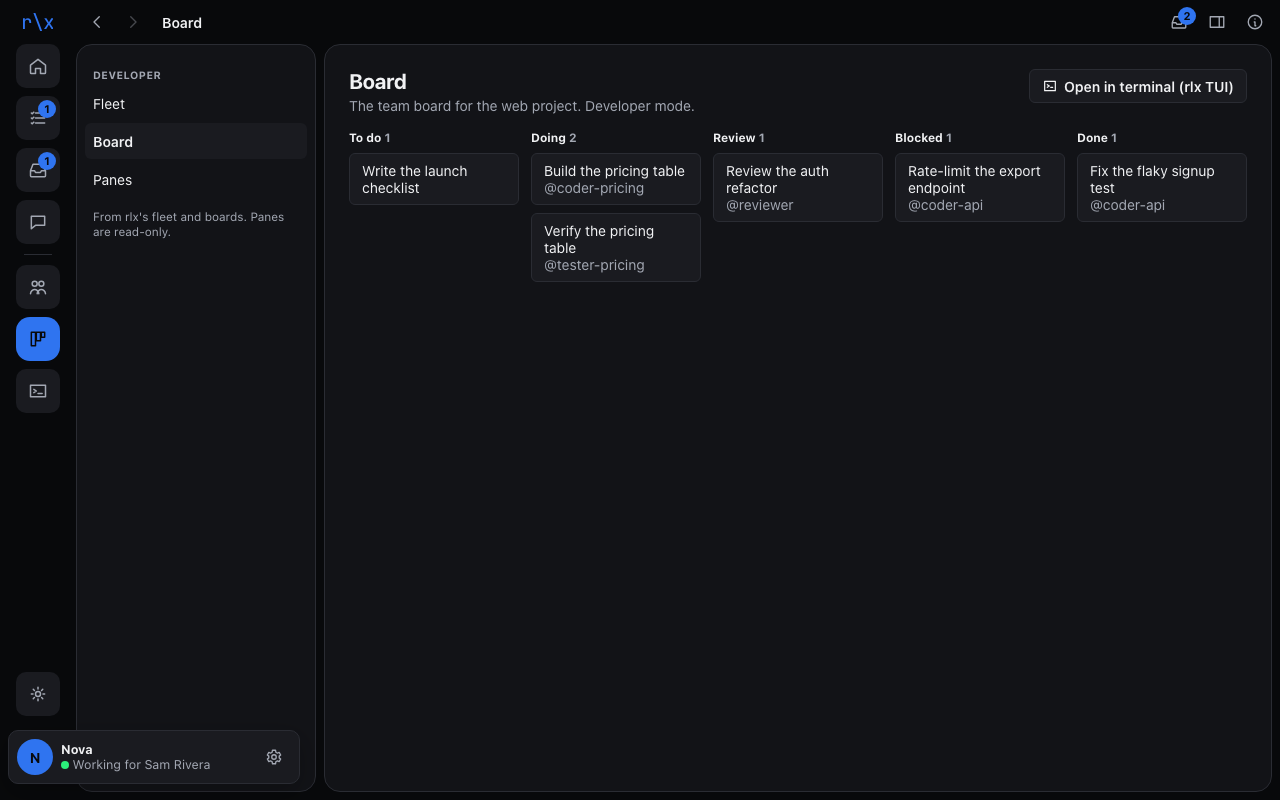 r\x
Board
2
1
1
DEVELOPER
Fleet
Board
Panes
From rlx's fleet and boards. Panes
are read-only.
Board
The team board for the web project. Developer mode.
Open in terminal (rlx TUI)
To do 1
Write the launch
checklist
Doing 2
Build the pricing table
@coder-pricing
Verify the pricing
table
@tester-pricing
Review 1
Review the auth
refactor
@reviewer
Blocked 1
Rate-limit the export
endpoint
@coder-api
Done 1
Fix the flaky signup
test
@coder-api
N
Nova
Working for Sam Rivera